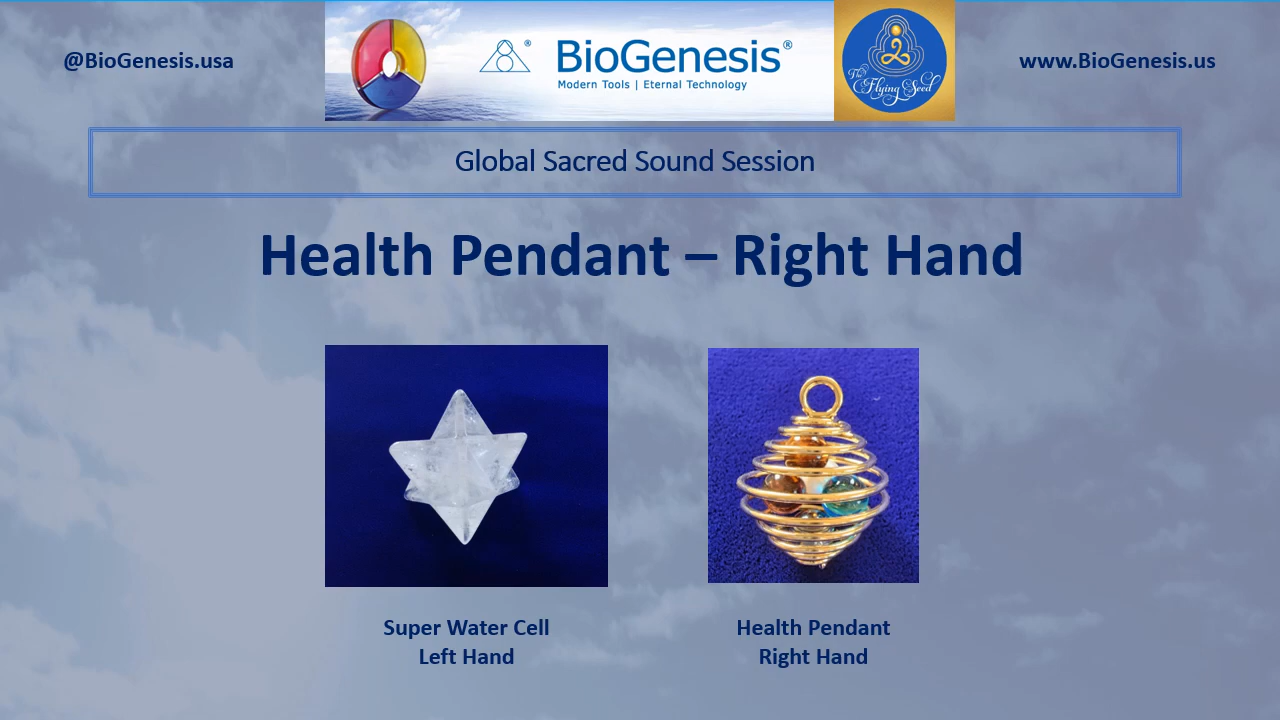 @BioGenesis.usa
® BioGenesis®
Modern Tools | Eternal Technology
The
Flying Seed
www.BioGenesis.us
Global Sacred Sound Session
Health Pendant – Right Hand
Super Water Cell
Left Hand
Health Pendant
Right Hand